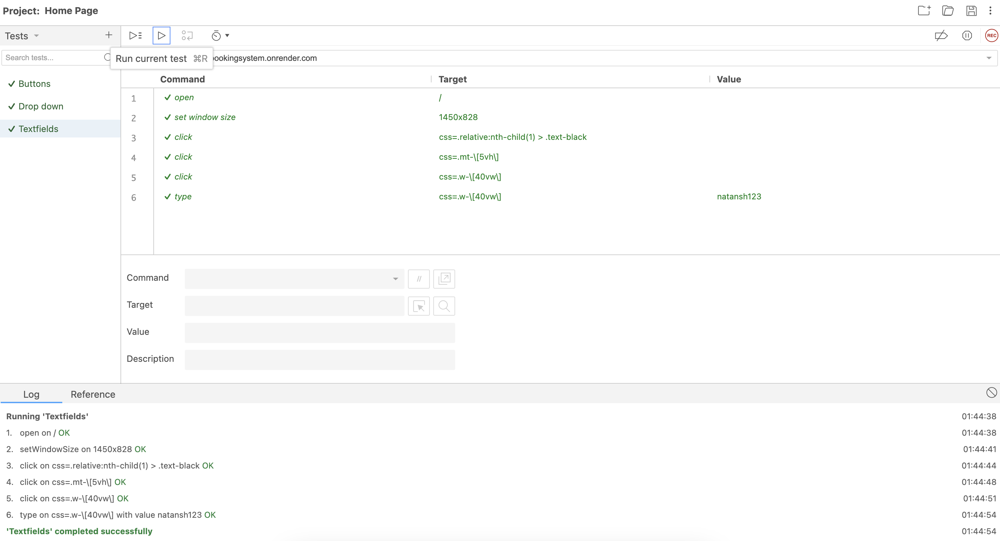 Project: Home Page
Tests
REC
Search tests...
Run current test ⌘R
ookingsystem.onrender.com
Command Target Value
Buttons
Drop down
Textfields
1 open /
2 set window size 1450x828
3 click css=.relative:nth-child(1) > .text-black
4 click css=.mt-\[5vh\]
5 click css=.w-\[40vw\]
6 type css=.w-\[40vw\] natansh123
Command //
Target
Value
Description
Log Reference
Running 'Textfields' 01:44:38
1. open on / OK 01:44:38
2. setWindowSize on 1450x828 OK 01:44:41
3. click on css=.relative:nth-child(1) > .text-black OK 01:44:44
4. click on css=.mt-\[5vh\] OK 01:44:48
5. click on css=.w-\[40vw\] OK 01:44:51
6. type on css=.w-\[40vw\] with value natansh123 OK 01:44:54
'Textfields' completed successfully 01:44:54